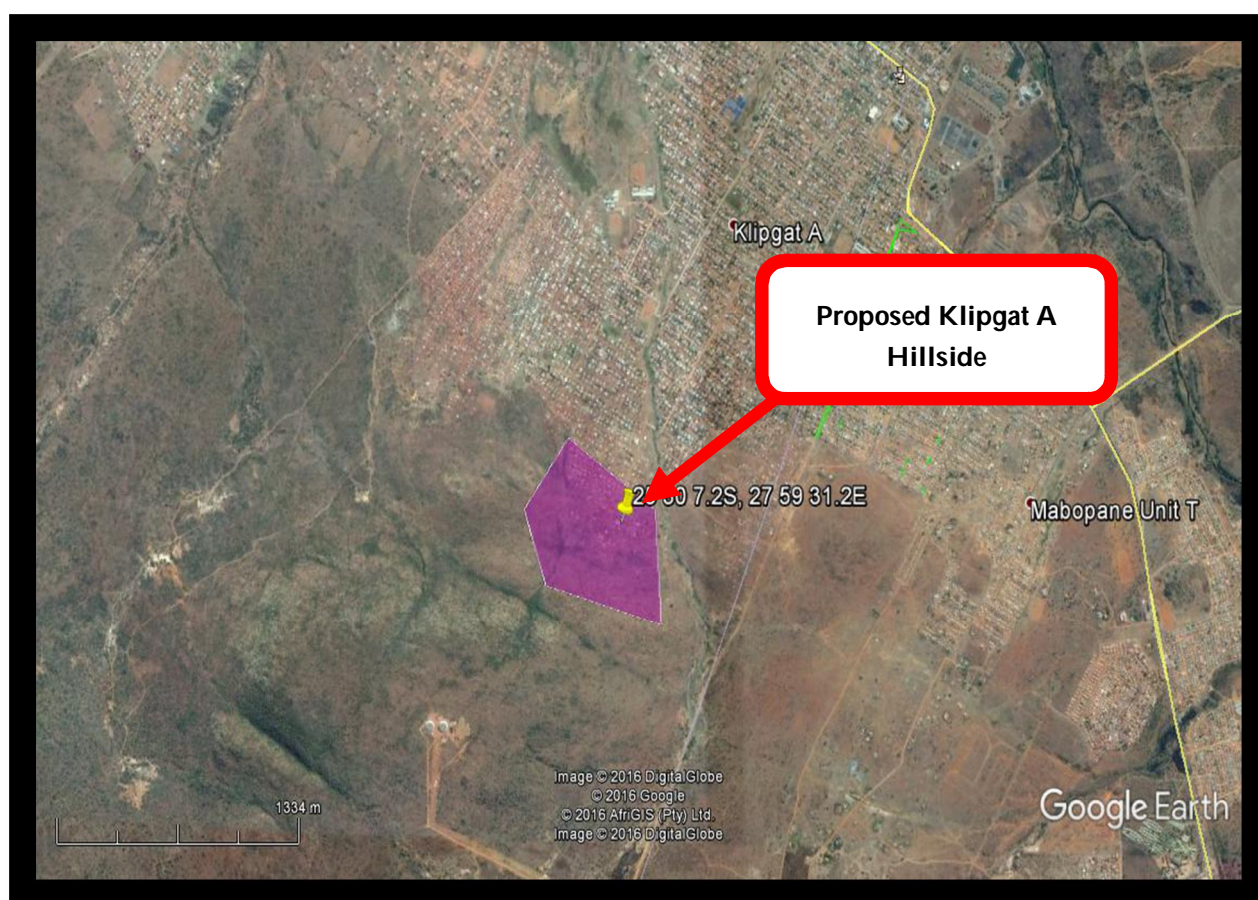 Klipgat A
Proposed Klipgat A
Hillside
7.2S, 27 59 31.2E
Mabopane Unit T
1334 m
Image © 2016 DigitalGlobe
© 2016 Google
© 2016 AfriGIS (Pty) Ltd.
Image © 2016 DigitalGlobe
Google Earth